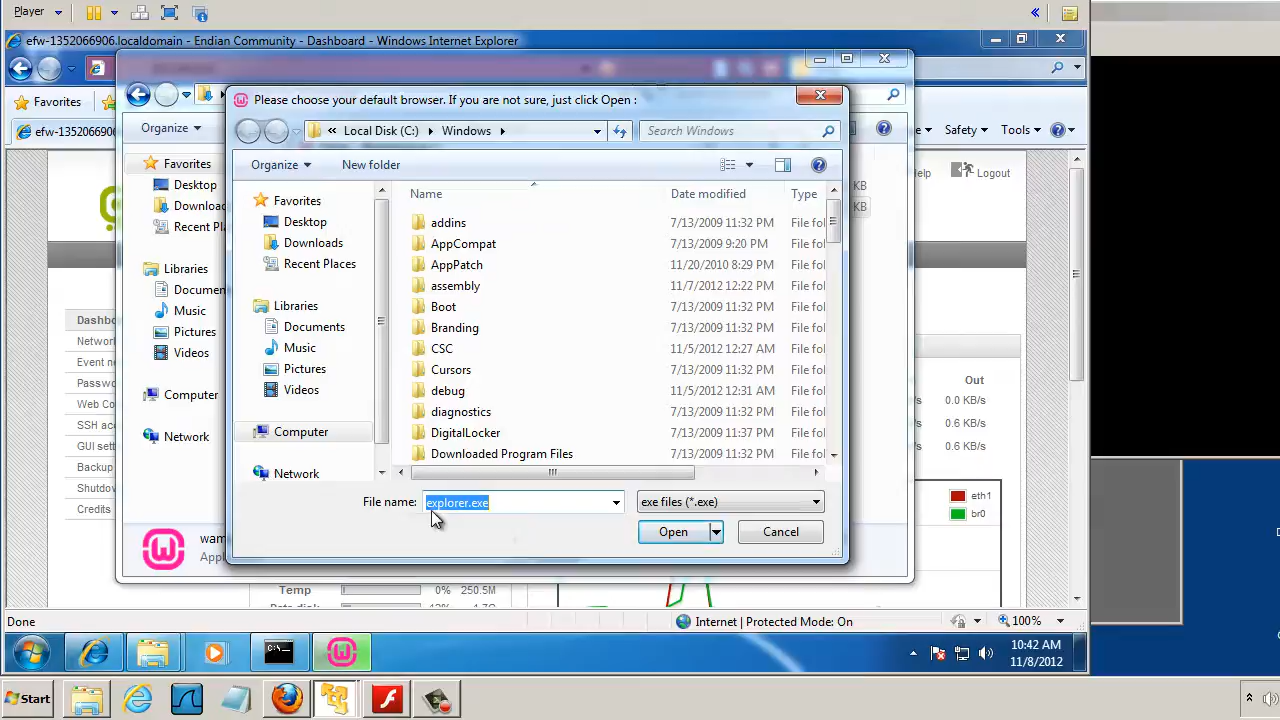 Player
efw-1352066906.localdomain - Endian Community - Dashboard - Windows Internet Explorer
Favorites
efw-1352066906
Safety
Tools
Help
Logout
Organize
Favorites
Desktop
Libraries
Music
Pictures
Videos
Computer
Network
KB
KB
Please choose your default browser. If you are not sure, just click Open :
« Local Disk (C:) Windows
Search Windows
Organize New folder
Favorites
Desktop
Downloads
Recent Places
Libraries
Documents
Music
Pictures
Videos
Computer
Network
Name Date modified Type
addins 7/13/2009 11:32 PM File fol
AppCompat 7/13/2009 9:20 PM File fol
AppPatch 11/20/2010 8:29 PM File fol
assembly 11/7/2012 12:22 PM File fol
Boot 7/13/2009 11:32 PM File fol
Branding 7/13/2009 11:32 PM File fol
CSC 11/5/2012 12:27 AM File fol
Cursors 7/13/2009 11:32 PM File fol
debug 11/5/2012 12:31 AM File fol
diagnostics 7/13/2009 11:32 PM File fol
DigitalLocker 7/13/2009 11:37 PM File fol
Downloaded Program Files 7/13/2009 11:32 PM File fol
File name: explorer.exe exe files (*.exe)
Open Cancel
Network
Event n
Web Co
SSH acc
GUI sett
Backup
Credits
Out
0.0 KB/s
0.6 KB/s
0.6 KB/s
eth1
br0
wam
Appl
Temp 0% 250.5M
Done
Internet | Protected Mode: On
100%
10:42 AM
11/8/2012
Start